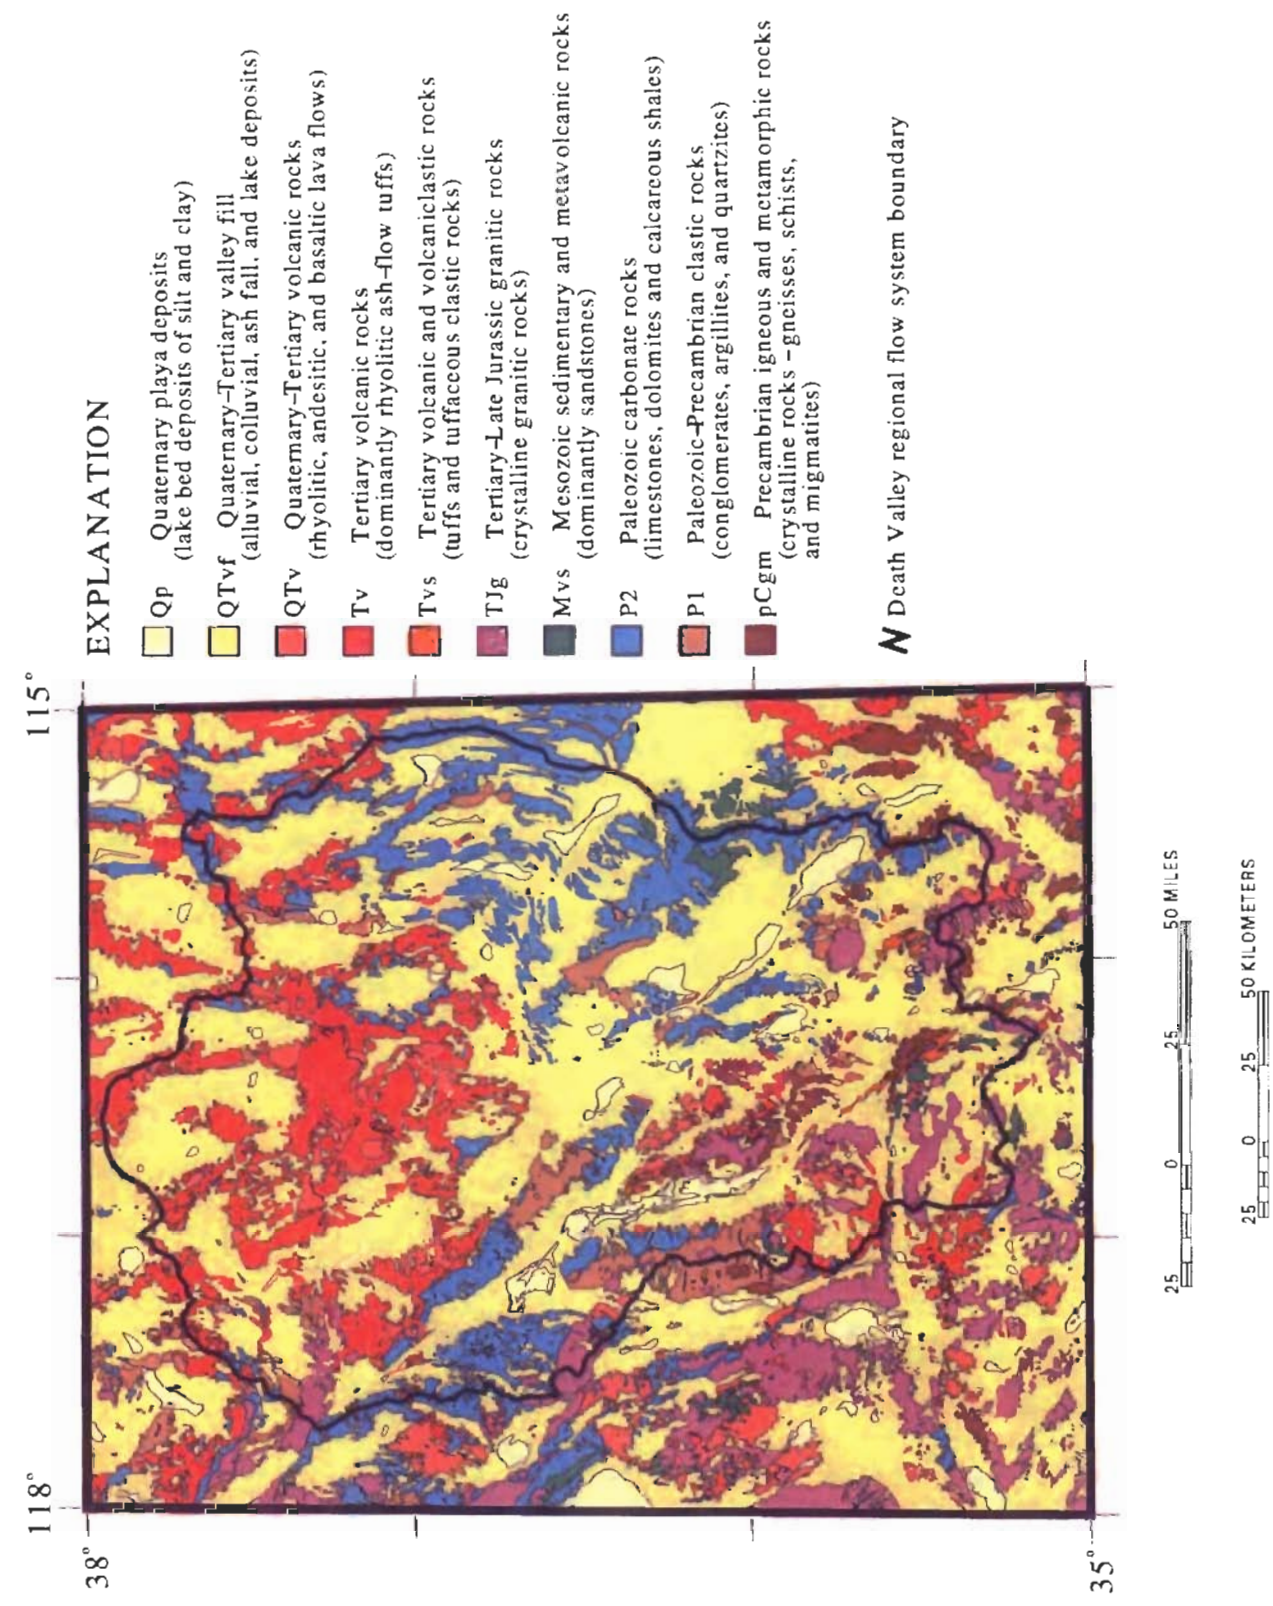 EXPLANATION
Qp Quaternary playa deposits
(lake bed deposits of silt and clay)
QTvf Quaternary–Tertiary valley fill
(alluvial, colluvial, ash fall, and lake deposits)
QTv Quaternary–Tertiary volcanic rocks
(rhyolitic, andesitic, and basaltic lava flows)
Tv Tertiary volcanic rocks
(dominantly rhyolitic ash–flow tuffs)
Tvs Tertiary volcanic and volcaniclastic rocks
(tuffs and tuffaceous clastic rocks)
TJg Tertiary–Late Jurassic granitic rocks
(crystalline granitic rocks)
Mvs Mesozoic sedimentary and metavolcanic rocks
(dominantly sandstones)
P2 Paleozoic carbonate rocks
(limestones, dolomites and calcareous shales)
P1 Paleozoic–Precambrian clastic rocks
(conglomerates, argillites, and quartzites)
pCgm Precambrian igneous and metamorphic rocks
(crystalline rocks –gneisses, schists,
and migmatites)
Death Valley regional flow system boundary
118°
115°
38°
35°
25 0 25 50 MILES
25 0 25 50 KILOMETERS